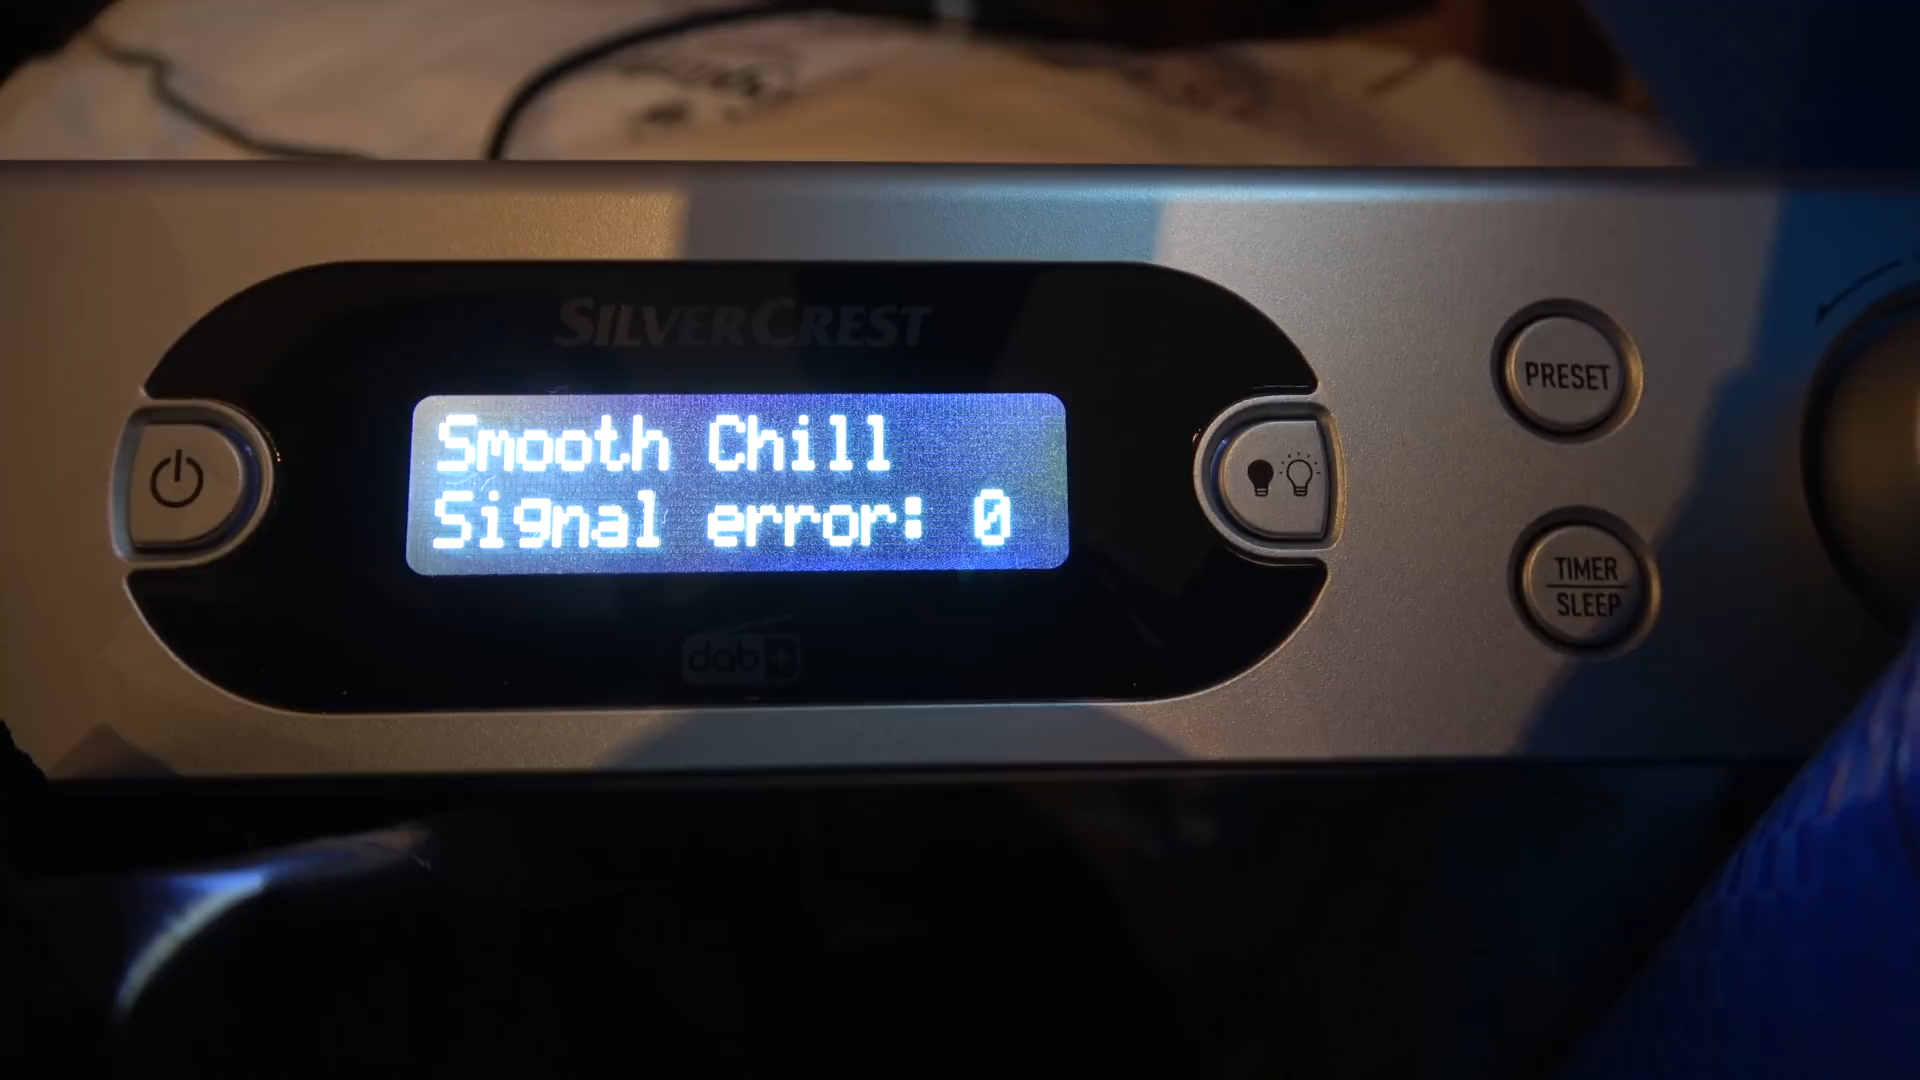 SILVERCREST
Smooth Chill
Signal error: 0
dab+
PRESET
TIMER
SLEEP